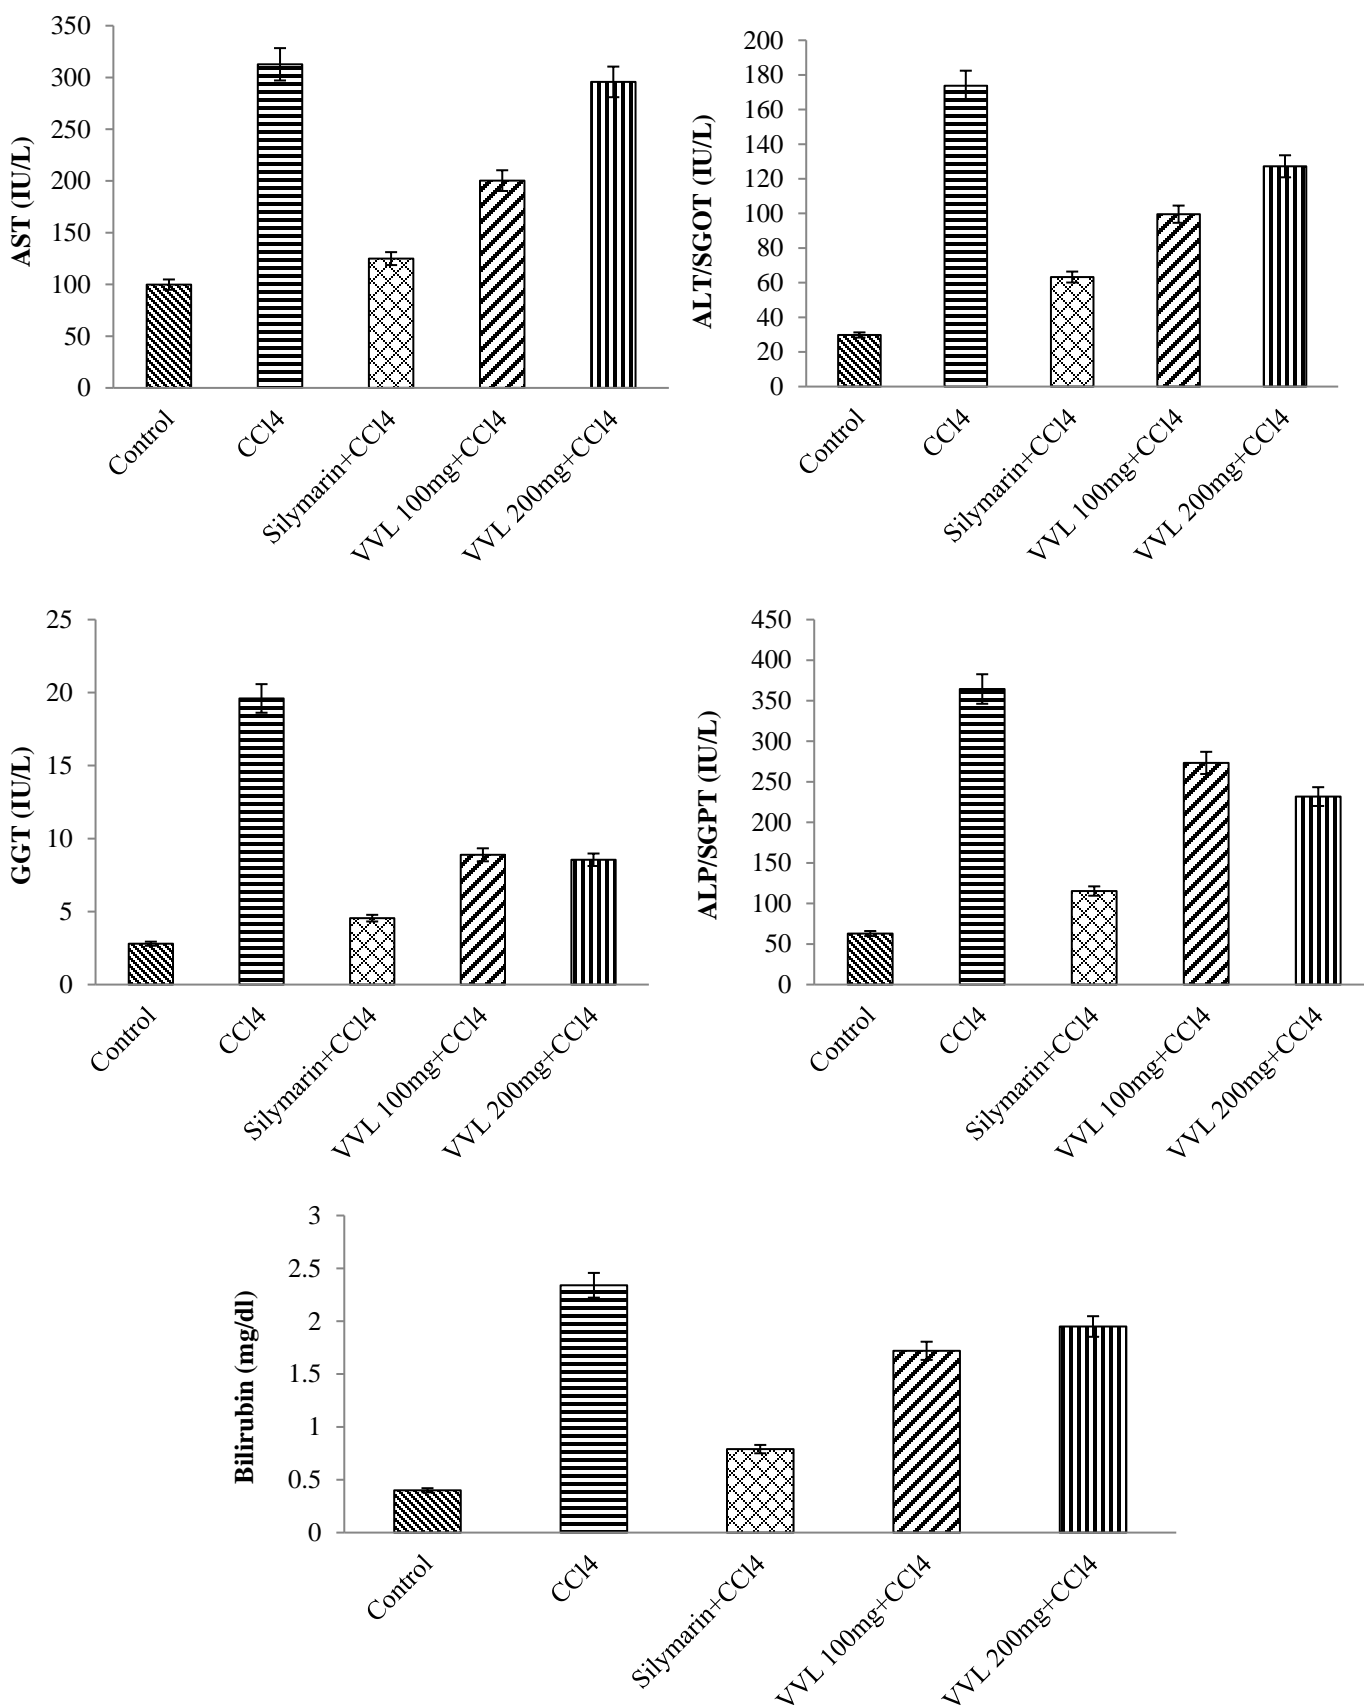 AST (IU/L)
350
300
250
200
150
100
50
0
Control
CCl4
Silymarin+CCl4
VVL 100mg+CCl4
VVL 200mg+CCl4
ALT/SGOT (IU/L)
200
180
160
140
120
100
80
60
40
20
0
Control
CCl4
Silymarin+CCl4
VVL 100mg+CCl4
VVL 200mg+CCl4
GGT (IU/L)
25
20
15
10
5
0
Control
CCl4
Silymarin+CCl4
VVL 100mg+CCl4
VVL 200mg+CCl4
ALP/SGPT (IU/L)
450
400
350
300
250
200
150
100
50
0
Control
CCl4
Silymarin+CCl4
VVL 100mg+CCl4
VVL 200mg+CCl4
Bilirubin (mg/dl)
3
2.5
2
1.5
1
0.5
0
Control
CCl4
Silymarin+CCl4
VVL 100mg+CCl4
VVL 200mg+CCl4